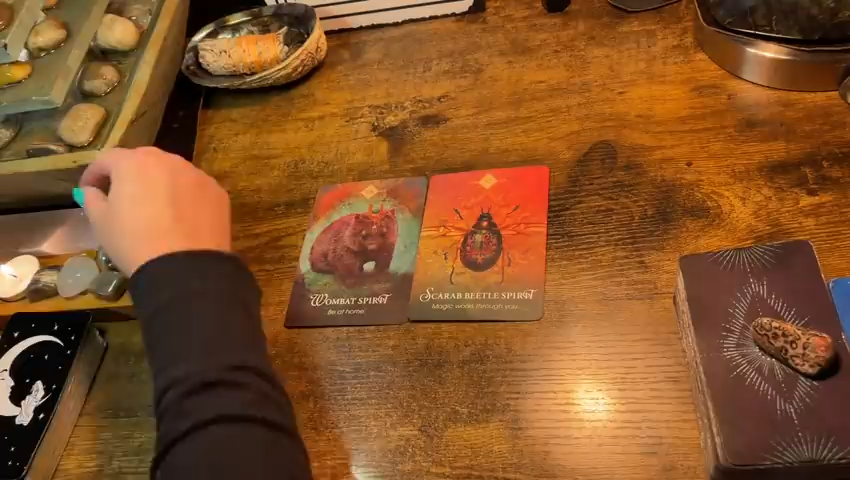 WOMBAT SPIRIT
Be at home.
SCARAB BEETLE SPIRIT
Magic works through you.